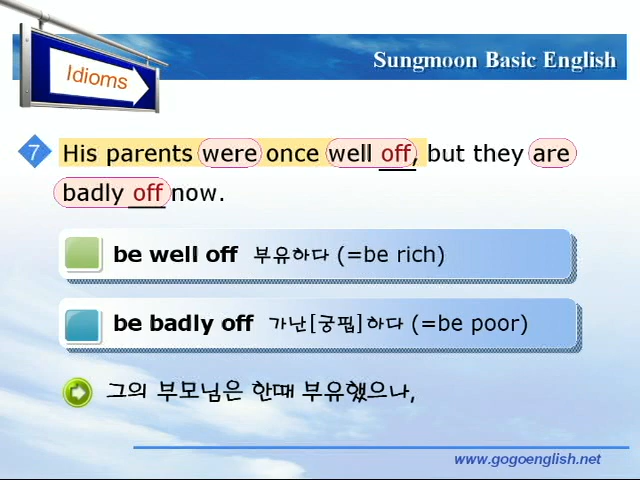 Idioms
Sungmoon Basic English
7 His parents were once well off, but they are
badly off now.
be well off 부유하다 (=be rich)
be badly off 가난[궁핍]하다 (=be poor)
그의 부모님은 한때 부유했으나,
www.gogoenglish.net